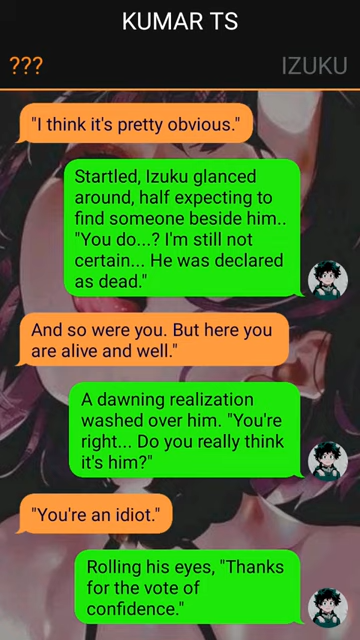 KUMAR TS
??? IZUKU
"I think it's pretty obvious."
Startled, Izuku glanced
around, half expecting to
find someone beside him..
"You do...? I'm still not
certain... He was declared
as dead."
And so were you. But here you
are alive and well."
A dawning realization
washed over him. "You're
right... Do you really think
it's him?"
"You're an idiot."
Rolling his eyes, "Thanks
for the vote of
confidence."